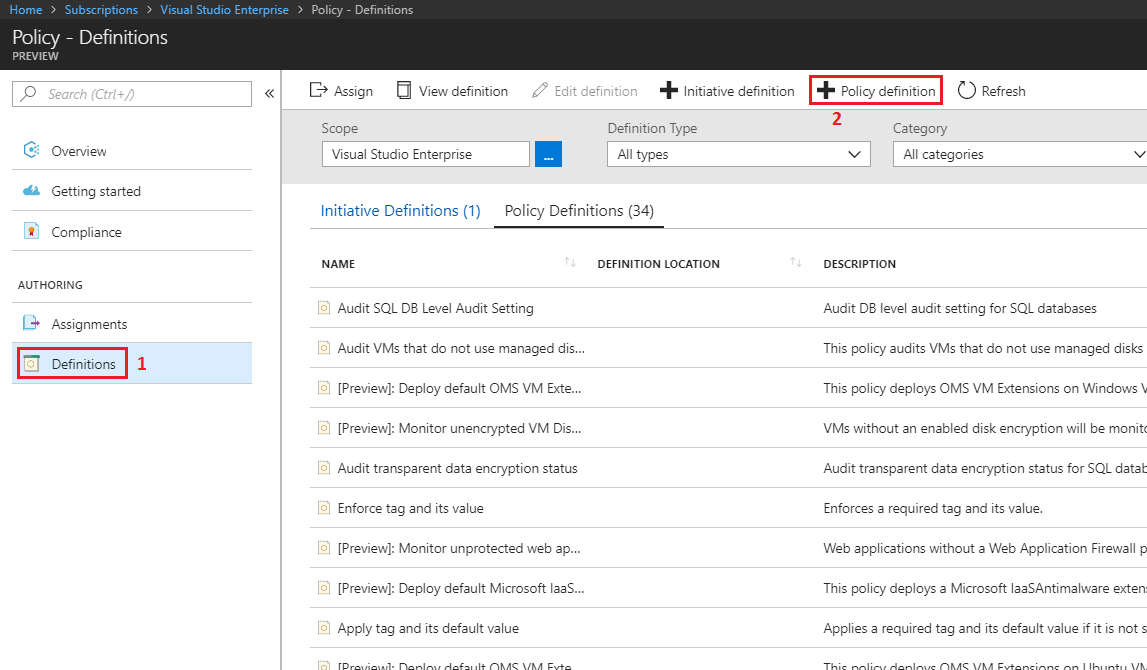 Home > Subscriptions > Visual Studio Enterprise > Policy - Definitions
Policy - Definitions
PREVIEW
Search (Ctrl+/)
«
Overview
Getting started
Compliance
AUTHORING
Assignments
Definitions 1
Assign View definition Edit definition Initiative definition Policy definition Refresh
2
Scope Definition Type Category
Visual Studio Enterprise ... All types All categories
Initiative Definitions (1) Policy Definitions (34)
NAME DEFINITION LOCATION DESCRIPTION
Audit SQL DB Level Audit Setting Audit DB level audit setting for SQL databases
Audit VMs that do not use managed dis... This policy audits VMs that do not use managed disks
[Preview]: Deploy default OMS VM Exte... This policy deploys OMS VM Extensions on Windows V
[Preview]: Monitor unencrypted VM Dis... VMs without an enabled disk encryption will be monito
Audit transparent data encryption status Audit transparent data encryption status for SQL datab
Enforce tag and its value Enforces a required tag and its value.
[Preview]: Monitor unprotected web ap... Web applications without a Web Application Firewall p
[Preview]: Deploy default Microsoft IaaS... This policy deploys a Microsoft IaaSAntimalware exten
Apply tag and its default value Applies a required tag and its default value if it is not s
[Preview]: Deploy default OMS VM Exte... This policy deploys OMS VM Extensions on Ubuntu VM